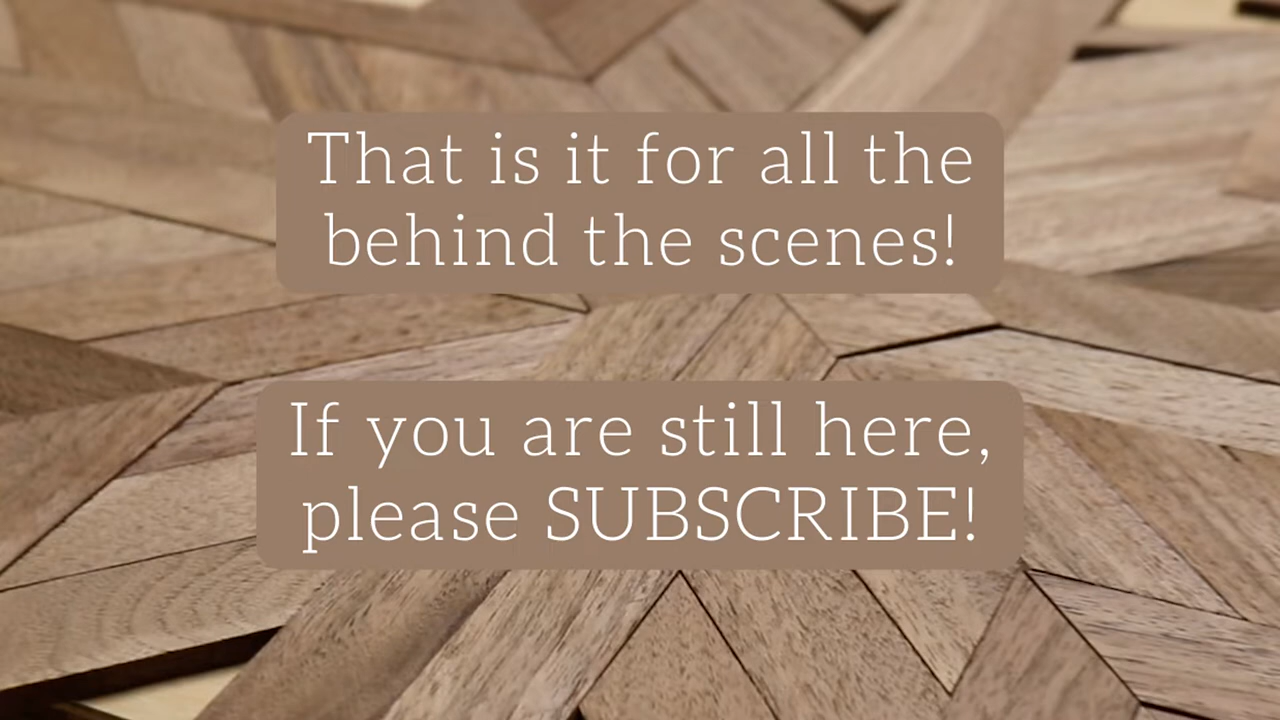 That is it for all the
behind the scenes!
If you are still here,
please SUBSCRIBE!